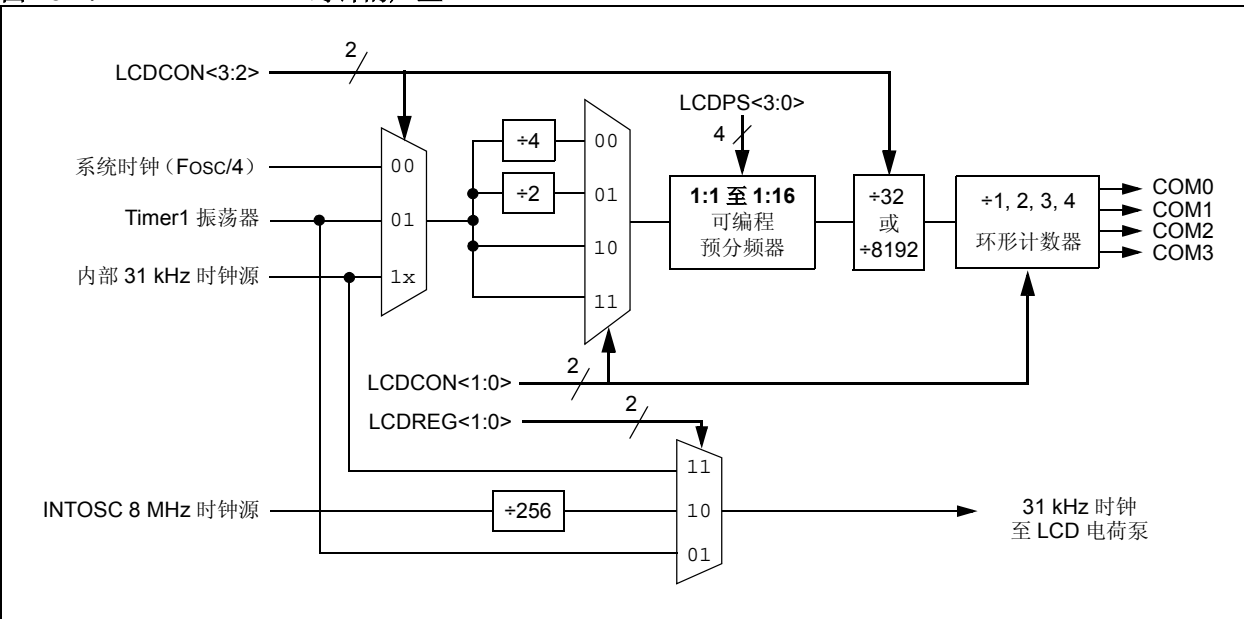 LCDCON<3:2>
2
系统时钟（FOSC/4）
Timer1 振荡器
内部 31 kHz 时钟源
00
01
1x
÷4
÷2
00
01
10
11
LCDPS<3:0>
4
1:1 至 1:16
可编程
预分频器
÷32
或
÷8192
÷1, 2, 3, 4
环形计数器
COM0
COM1
COM2
COM3
LCDCON<1:0>
2
LCDREG<1:0>
2
INTOSC 8 MHz 时钟源
÷256
11
10
01
31 kHz 时钟
至 LCD 电荷泵